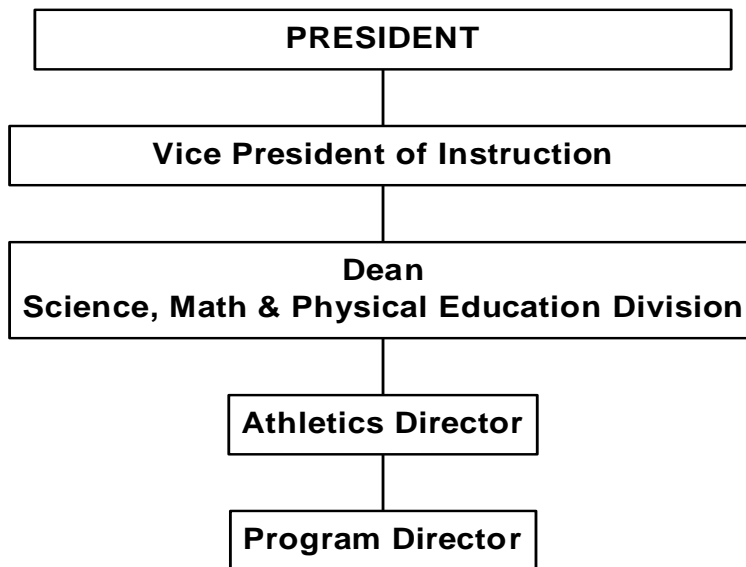 PRESIDENT
Vice President of Instruction
Dean
Science, Math & Physical Education Division
Athletics Director
Program Director